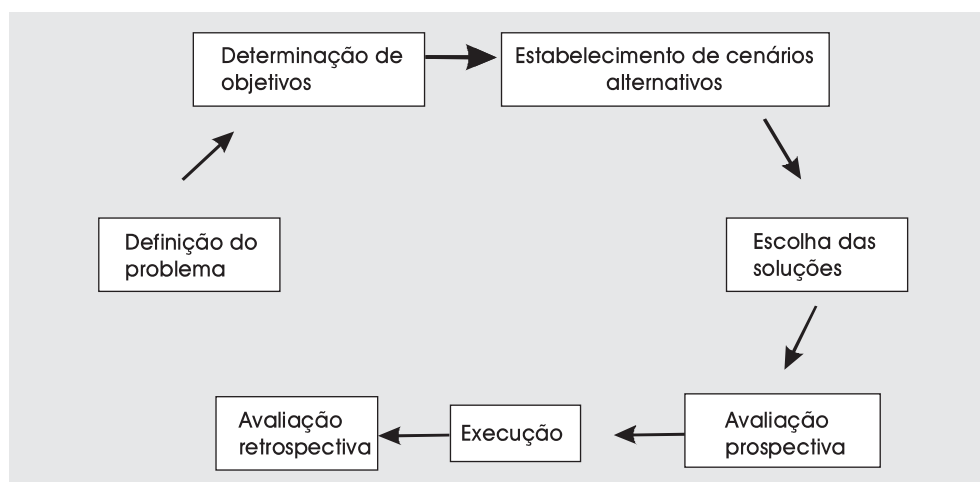 Determinação de
objetivos
Estabelecimento de cenários
alternativos
Definição do
problema
Escolha das
soluções
Avaliação
retrospectiva
Execução
Avaliação
prospectiva